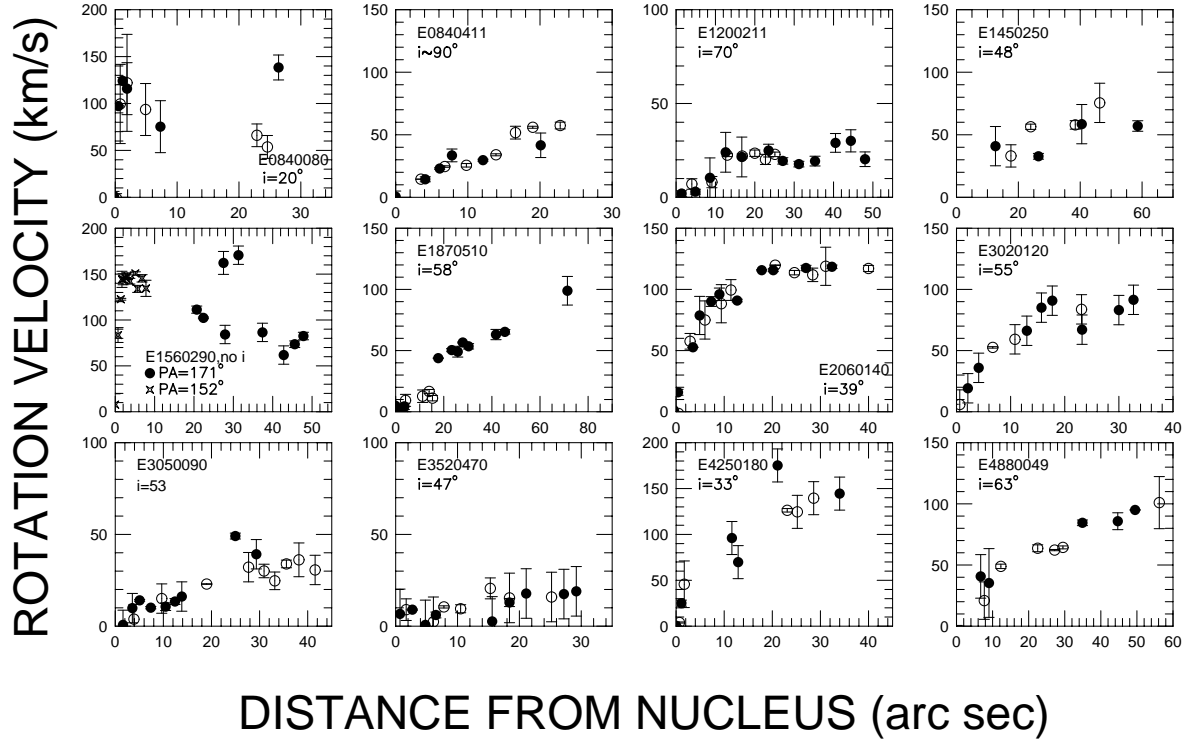 ROTATION VELOCITY (km/s)
200
150
100
50
0
0 10 20 30
E0840080
i=20°
150
100
50
0
0 10 20 30
E0840411
i~90°
100
50
0
0 10 20 30 40 50
E1200211
i=70°
150
100
50
0
0 20 40 60
E1450250
i=48°
200
150
100
50
0
0 10 20 30 40 50
E1560290,no i
PA=171°
PA=152°
150
100
50
0
0 20 40 60 80
E1870510
i=58°
150
100
50
0
0 10 20 30 40
E2060140
i=39°
150
100
50
0
0 10 20 30 40
E3020120
i=55°
100
50
0
0 10 20 30 40
E3050090
i=53
100
50
0
0 10 20 30
E3520470
i=47°
200
150
100
50
0
0 10 20 30 40
E4250180
i=33°
150
100
50
0
0 10 20 30 40 50 60
E4880049
i=63°
DISTANCE FROM NUCLEUS (arc sec)